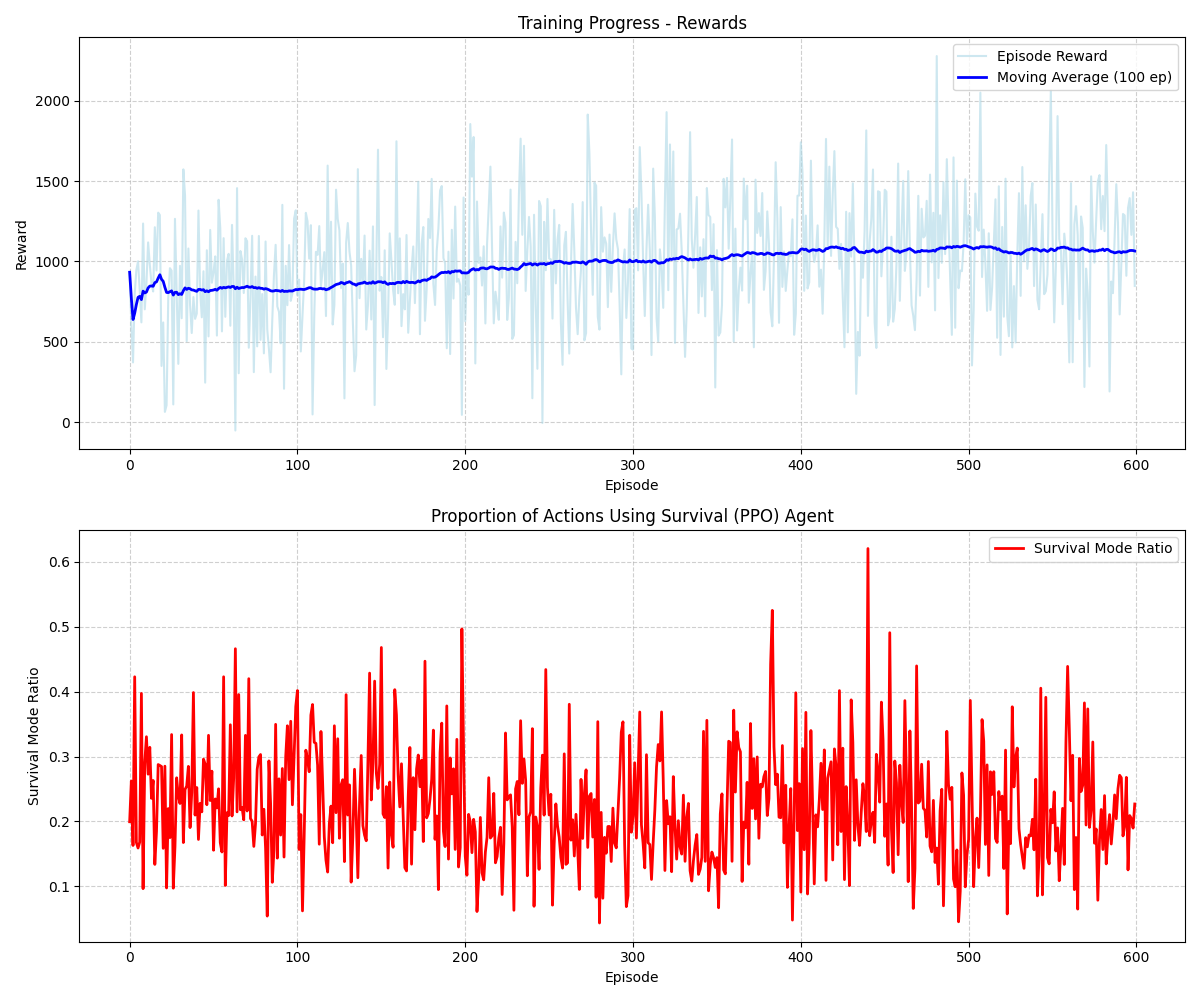 Training Progress - Rewards
Episode Reward
Moving Average (100 ep)
Reward
2000
1500
1000
500
0
0 100 200 300 400 500 600
Episode
Proportion of Actions Using Survival (PPO) Agent
Survival Mode Ratio
Survival Mode Ratio
0.6
0.5
0.4
0.3
0.2
0.1
0 100 200 300 400 500 600
Episode